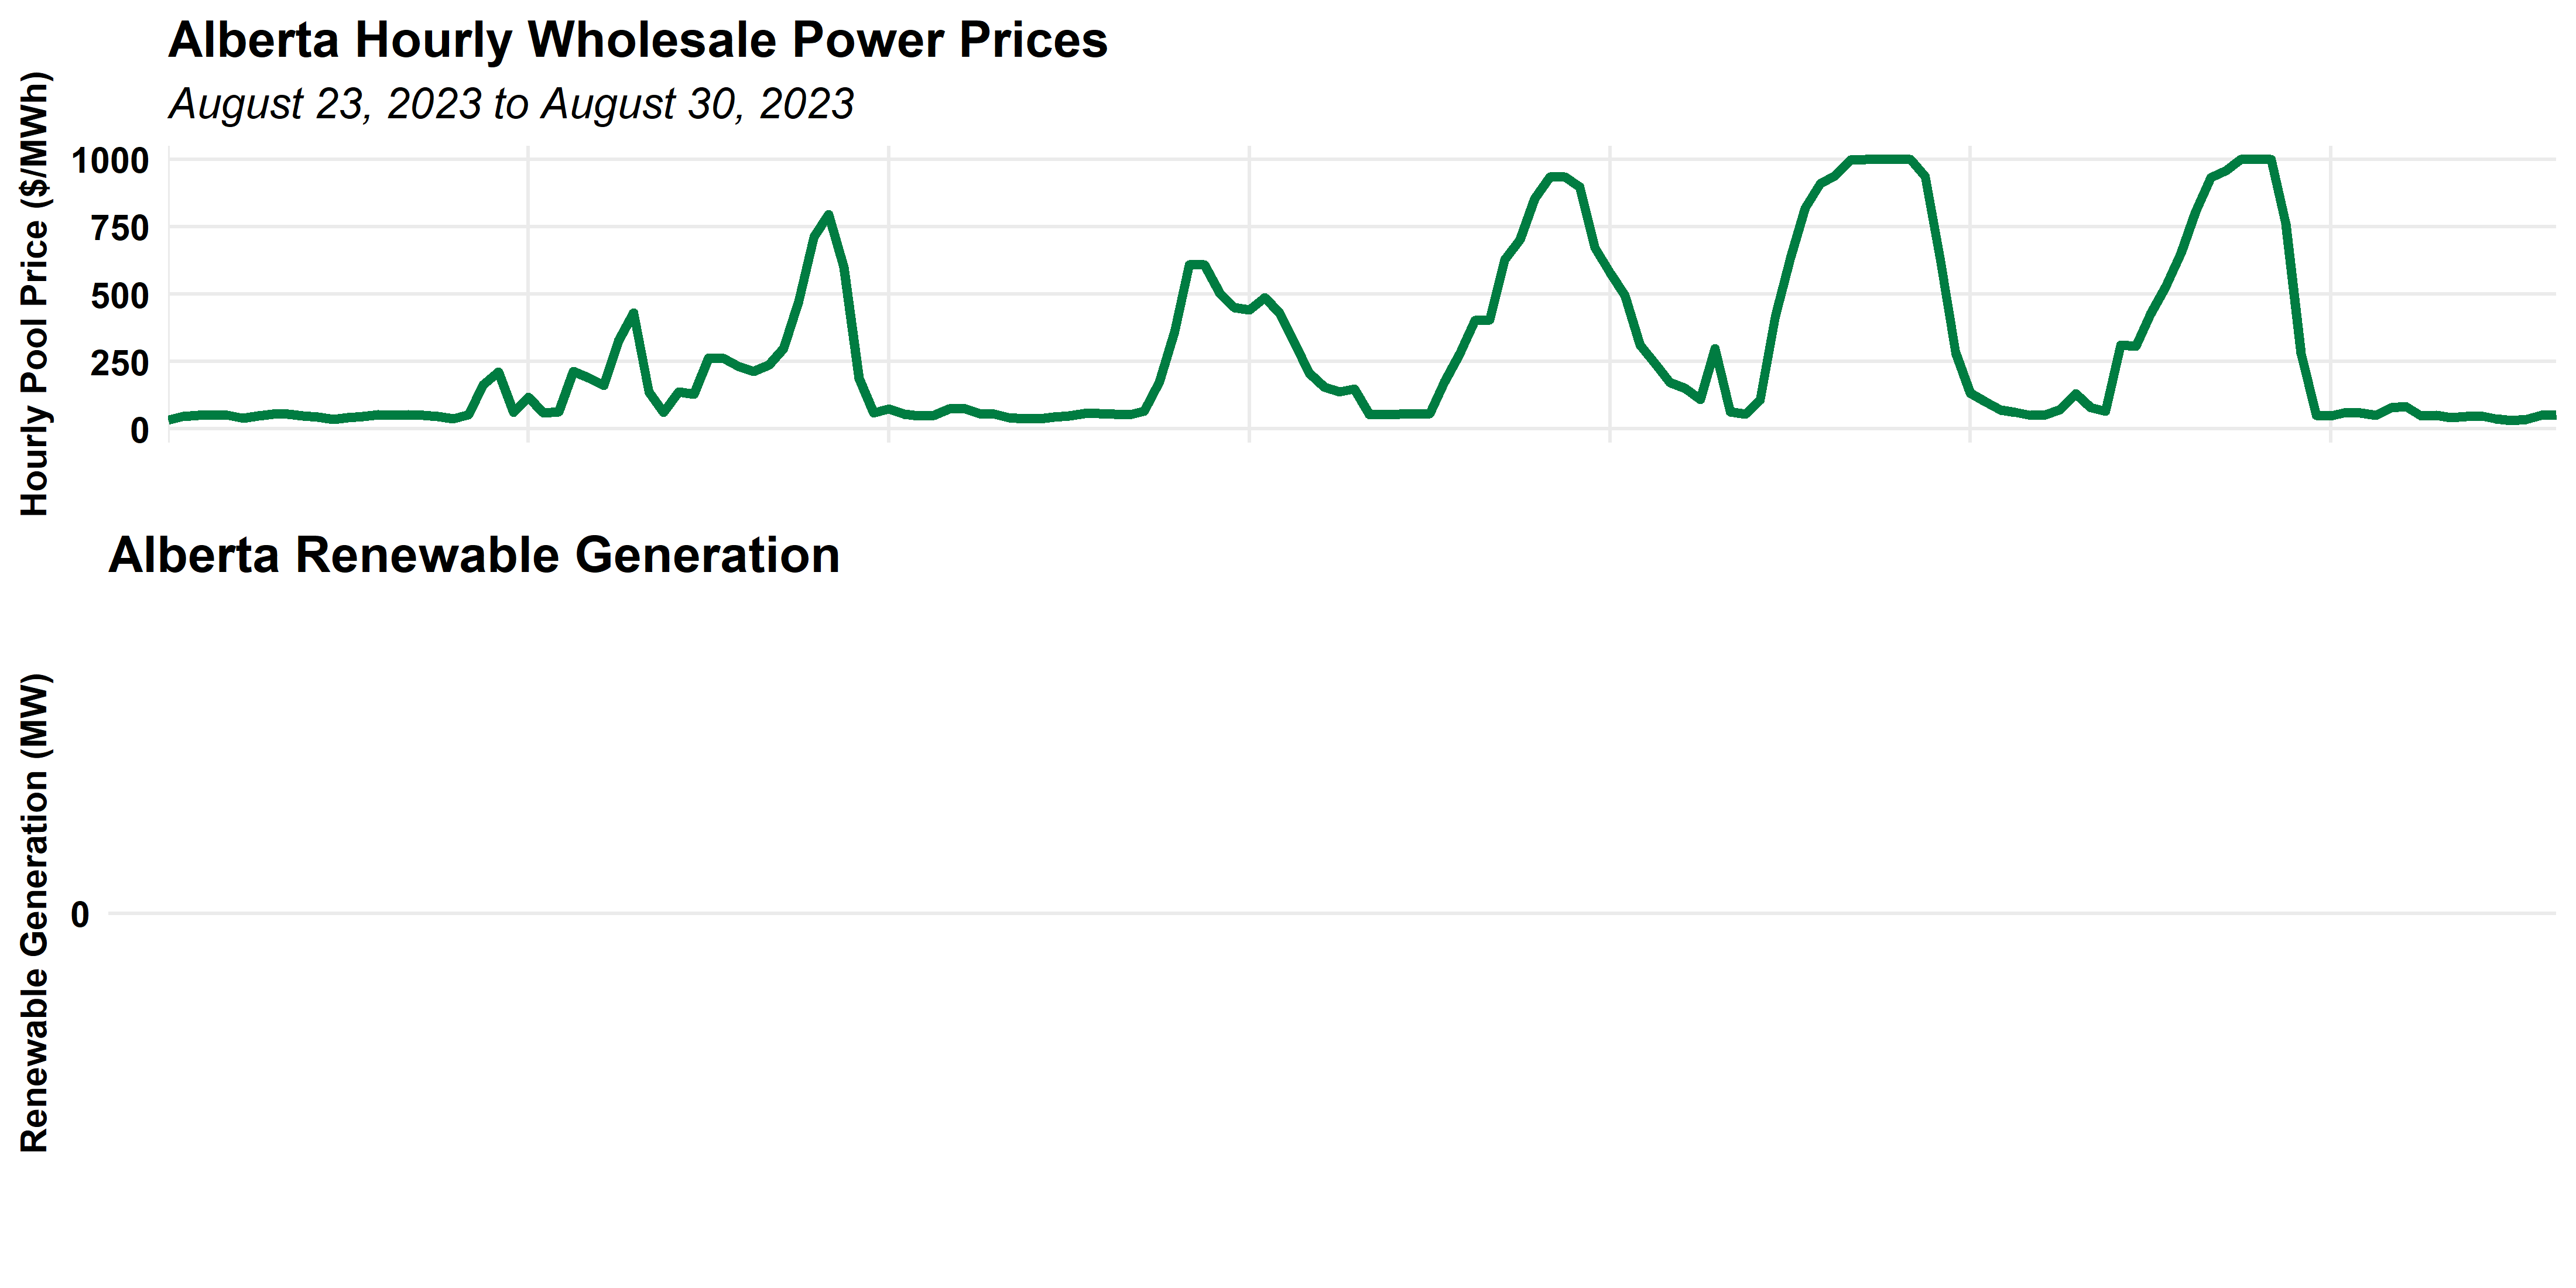 Alberta Hourly Wholesale Power Prices
August 23, 2023 to August 30, 2023
Hourly Pool Price ($/MWh)
1000
750
500
250
0
Alberta Renewable Generation
Renewable Generation (MW)
0